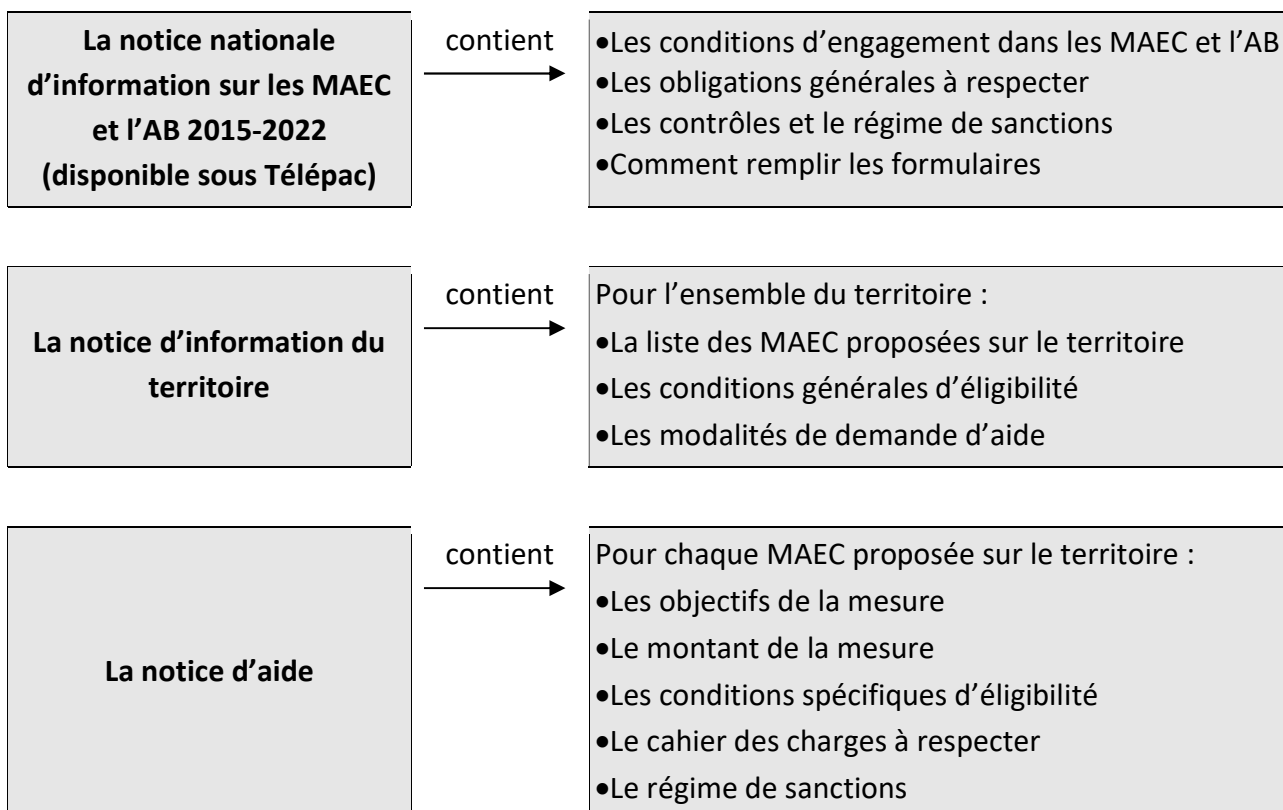 La notice nationale
d’information sur les MAEC
et l’AB 2015-2022
(disponible sous Télépac)
contient
•Les conditions d’engagement dans les MAEC et l’AB
•Les obligations générales à respecter
•Les contrôles et le régime de sanctions
•Comment remplir les formulaires
La notice d’information du
territoire
contient
Pour l’ensemble du territoire :
•La liste des MAEC proposées sur le territoire
•Les conditions générales d’éligibilité
•Les modalités de demande d’aide
La notice d’aide
contient
Pour chaque MAEC proposée sur le territoire :
•Les objectifs de la mesure
•Le montant de la mesure
•Les conditions spécifiques d’éligibilité
•Le cahier des charges à respecter
•Le régime de sanctions